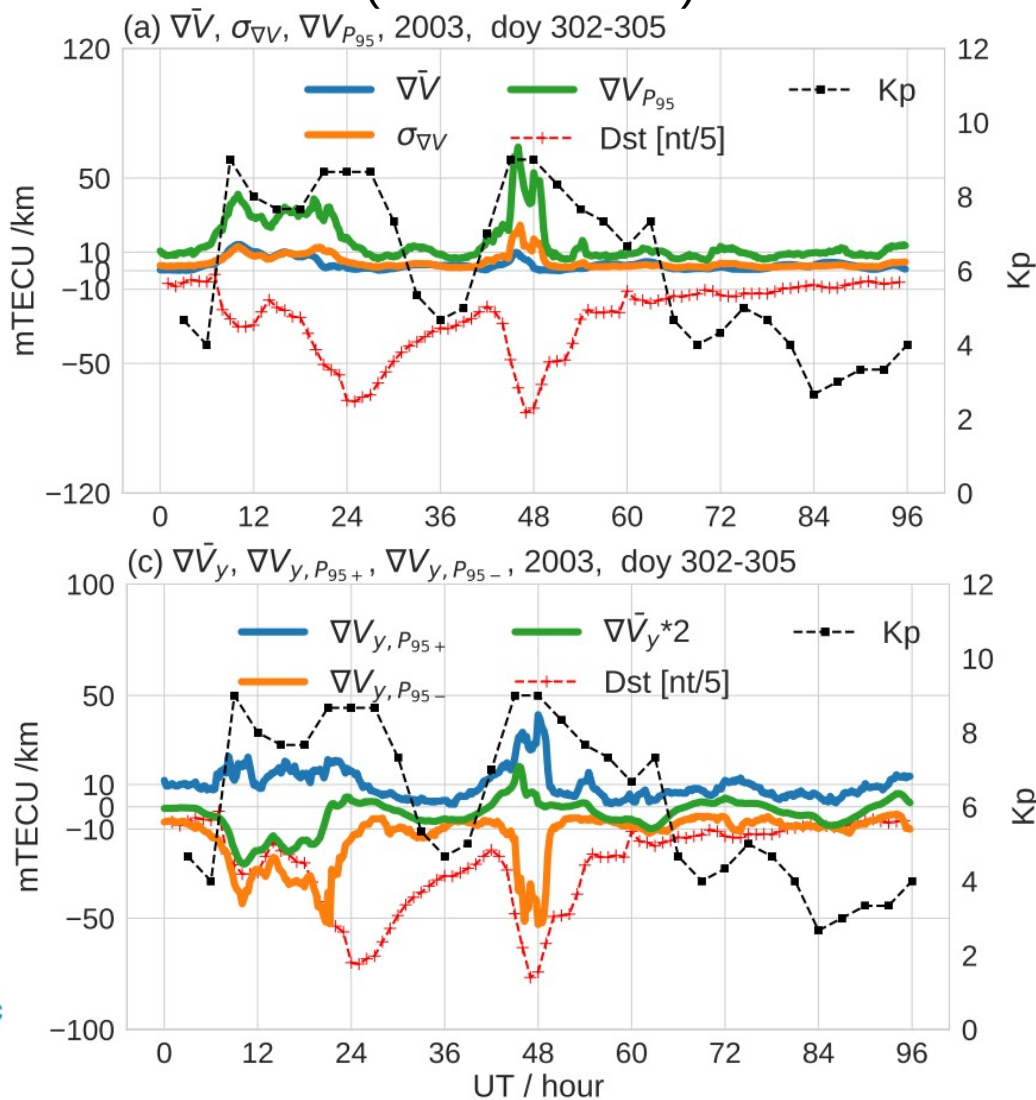 (a) ∇V̄, σ∇V, ∇VP95, 2003, doy 302-305
∇V̄
∇VP95
Kp
σ∇V
Dst [nt/5]
120
50
10
0
−10
−50
−120
mTECU /km
12
10
8
6
4
2
0
Kp
0 12 24 36 48 60 72 84 96
(c) ∇V̄y, ∇Vy, P95+, ∇Vy, P95−, 2003, doy 302-305
∇Vy, P95+
∇V̄y*2
Kp
∇Vy, P95−
Dst [nt/5]
100
50
10
0
−10
−50
−100
mTECU /km
12
10
8
6
4
2
0
Kp
0 12 24 36 48 60 72 84 96
UT / hour